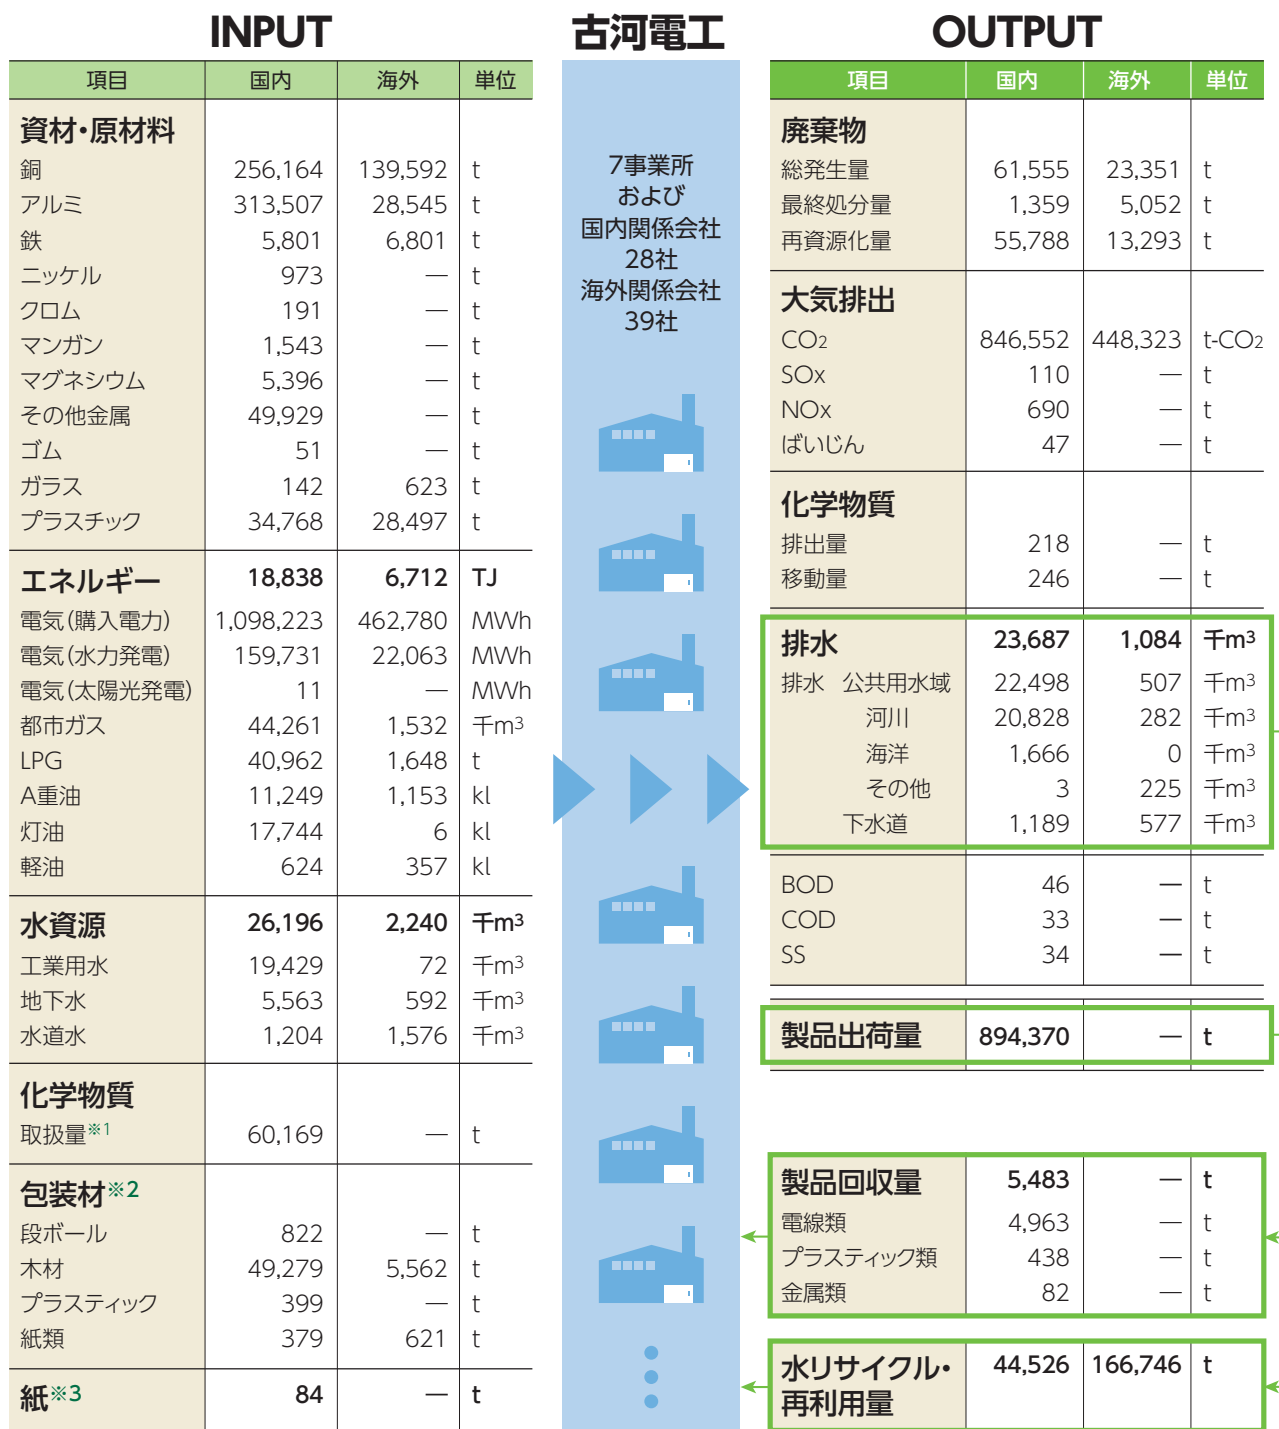 INPUT
項目 国内 海外 単位
資材・原材料
銅 256,164 139,592 t
アルミ 313,507 28,545 t
鉄 5,801 6,801 t
ニッケル 973 — t
クロム 191 — t
マンガン 1,543 — t
マグネシウム 5,396 — t
その他金属 49,929 — t
ゴム 51 — t
ガラス 142 623 t
プラスチック 34,768 28,497 t
エネルギー 18,838 6,712 TJ
電気(購入電力) 1,098,223 462,780 MWh
電気(水力発電) 159,731 22,063 MWh
電気(太陽光発電) 11 — MWh
都市ガス 44,261 1,532 千m3
LPG 40,962 1,648 t
A重油 11,249 1,153 kl
灯油 17,744 6 kl
軽油 624 357 kl
水資源 26,196 2,240 千m3
工業用水 19,429 72 千m3
地下水 5,563 592 千m3
水道水 1,204 1,576 千m3
化学物質
取扱量※1 60,169 — t
包装材※2
段ボール 822 — t
木材 49,279 5,562 t
プラスティック 399 — t
紙類 379 621 t
紙※3 84 — t
古河電工
7事業所
および
国内関係会社
28社
海外関係会社
39社
OUTPUT
項目 国内 海外 単位
廃棄物
総発生量 61,555 23,351 t
最終処分量 1,359 5,052 t
再資源化量 55,788 13,293 t
大気排出
CO2 846,552 448,323 t-CO2
SOx 110 — t
NOx 690 — t
ばいじん 47 — t
化学物質
排出量 218 — t
移動量 246 — t
排水 23,687 1,084 千m3
排水 公共用水域 22,498 507 千m3
河川 20,828 282 千m3
海洋 1,666 0 千m3
その他 3 225 千m3
下水道 1,189 577 千m3
BOD 46 — t
COD 33 — t
SS 34 — t
製品出荷量 894,370 — t
製品回収量 5,483 — t
電線類 4,963 — t
プラスティック類 438 — t
金属類 82 — t
水リサイクル・ 44,526 166,746 t
再利用量